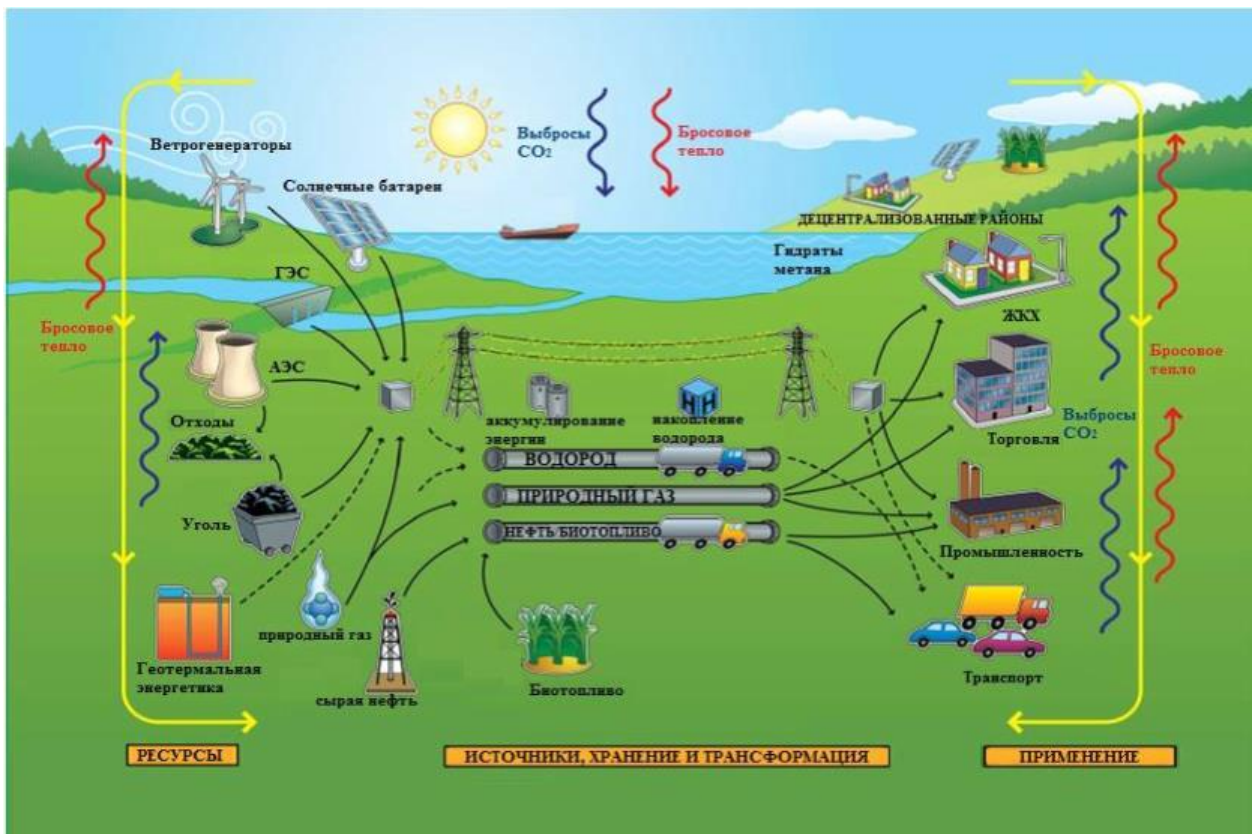 Ветрогенераторы
Солнечные батареи
Выбросы
CO₂
Бросовое
тепло
ДЕЦЕНТРАЛИЗОВАННЫЕ РАЙОНЫ
Гидраты
метана
ГЭС
ЖКХ
Бросовое
тепло
АЭС
Бросовое
тепло
аккумулирование
энергии
накопление
водорода
HH
Отходы
Торговля
Выбросы
CO₂
ВОДОРОД
ПРИРОДНЫЙ ГАЗ
Уголь
НЕФТЬ/БИОТОПЛИВО
Промышленность
природный газ
Геотермальная
энергетика
сырая нефть
Биотопливо
Транспорт
РЕСУРСЫ
ИСТОЧНИКИ, ХРАНЕНИЕ И ТРАНСФОРМАЦИЯ
ПРИМЕНЕНИЕ